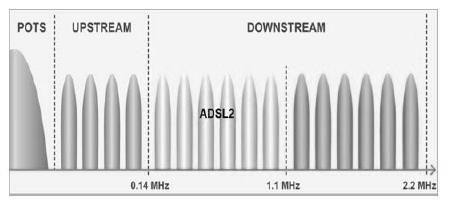 POTS UPSTREAM DOWNSTREAM
ADSL2
0.14 MHz 1.1 MHz 2.2 MHz